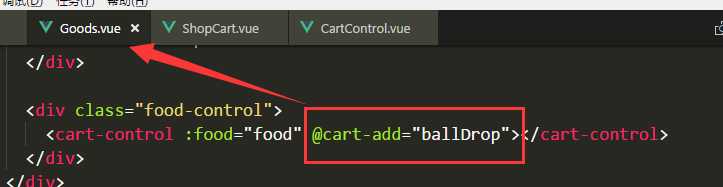 调试(D) 任务(T) 帮助(H)
Goods.vue × ShopCart.vue CartControl.vue
</div>
<div class="food-control">
<cart-control :food="food" @cart-add="ballDrop"></cart-control>
</div>
</div>